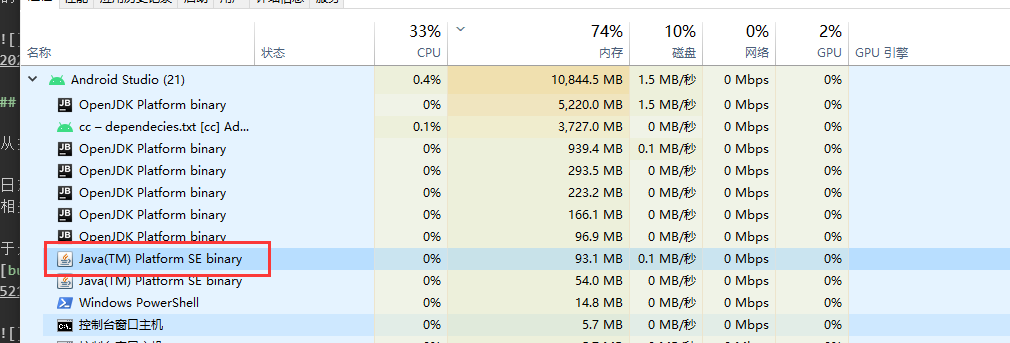 33% 74% 10% 0% 2%
名称 状态 CPU 内存 磁盘 网络 GPU GPU 引擎
Android Studio (21) 0.4% 10,844.5 MB 1.5 MB/秒 0 Mbps 0%
OpenJDK Platform binary 0% 5,220.0 MB 1.5 MB/秒 0 Mbps 0%
cc – dependecies.txt [cc] Ad... 0.1% 3,727.0 MB 0 MB/秒 0 Mbps 0%
OpenJDK Platform binary 0% 939.4 MB 0.1 MB/秒 0 Mbps 0%
OpenJDK Platform binary 0% 293.5 MB 0 MB/秒 0 Mbps 0%
OpenJDK Platform binary 0% 223.2 MB 0 MB/秒 0 Mbps 0%
OpenJDK Platform binary 0% 166.1 MB 0 MB/秒 0 Mbps 0%
OpenJDK Platform binary 0% 96.9 MB 0 MB/秒 0 Mbps 0%
Java(TM) Platform SE binary 0% 93.1 MB 0.1 MB/秒 0 Mbps 0%
Java(TM) Platform SE binary 0% 54.0 MB 0 MB/秒 0 Mbps 0%
Windows PowerShell 0% 14.8 MB 0 MB/秒 0 Mbps 0%
控制台窗口主机 0% 5.7 MB 0 MB/秒 0 Mbps 0%